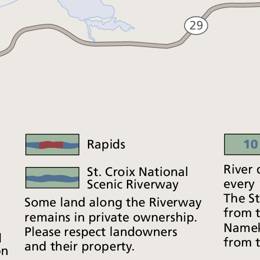 29
Rapids
St. Croix National
Scenic Riverway
Some land along the Riverway
remains in private ownership.
Please respect landowners
and their property.
10
River
every
The St
from t
Namek
from t
on